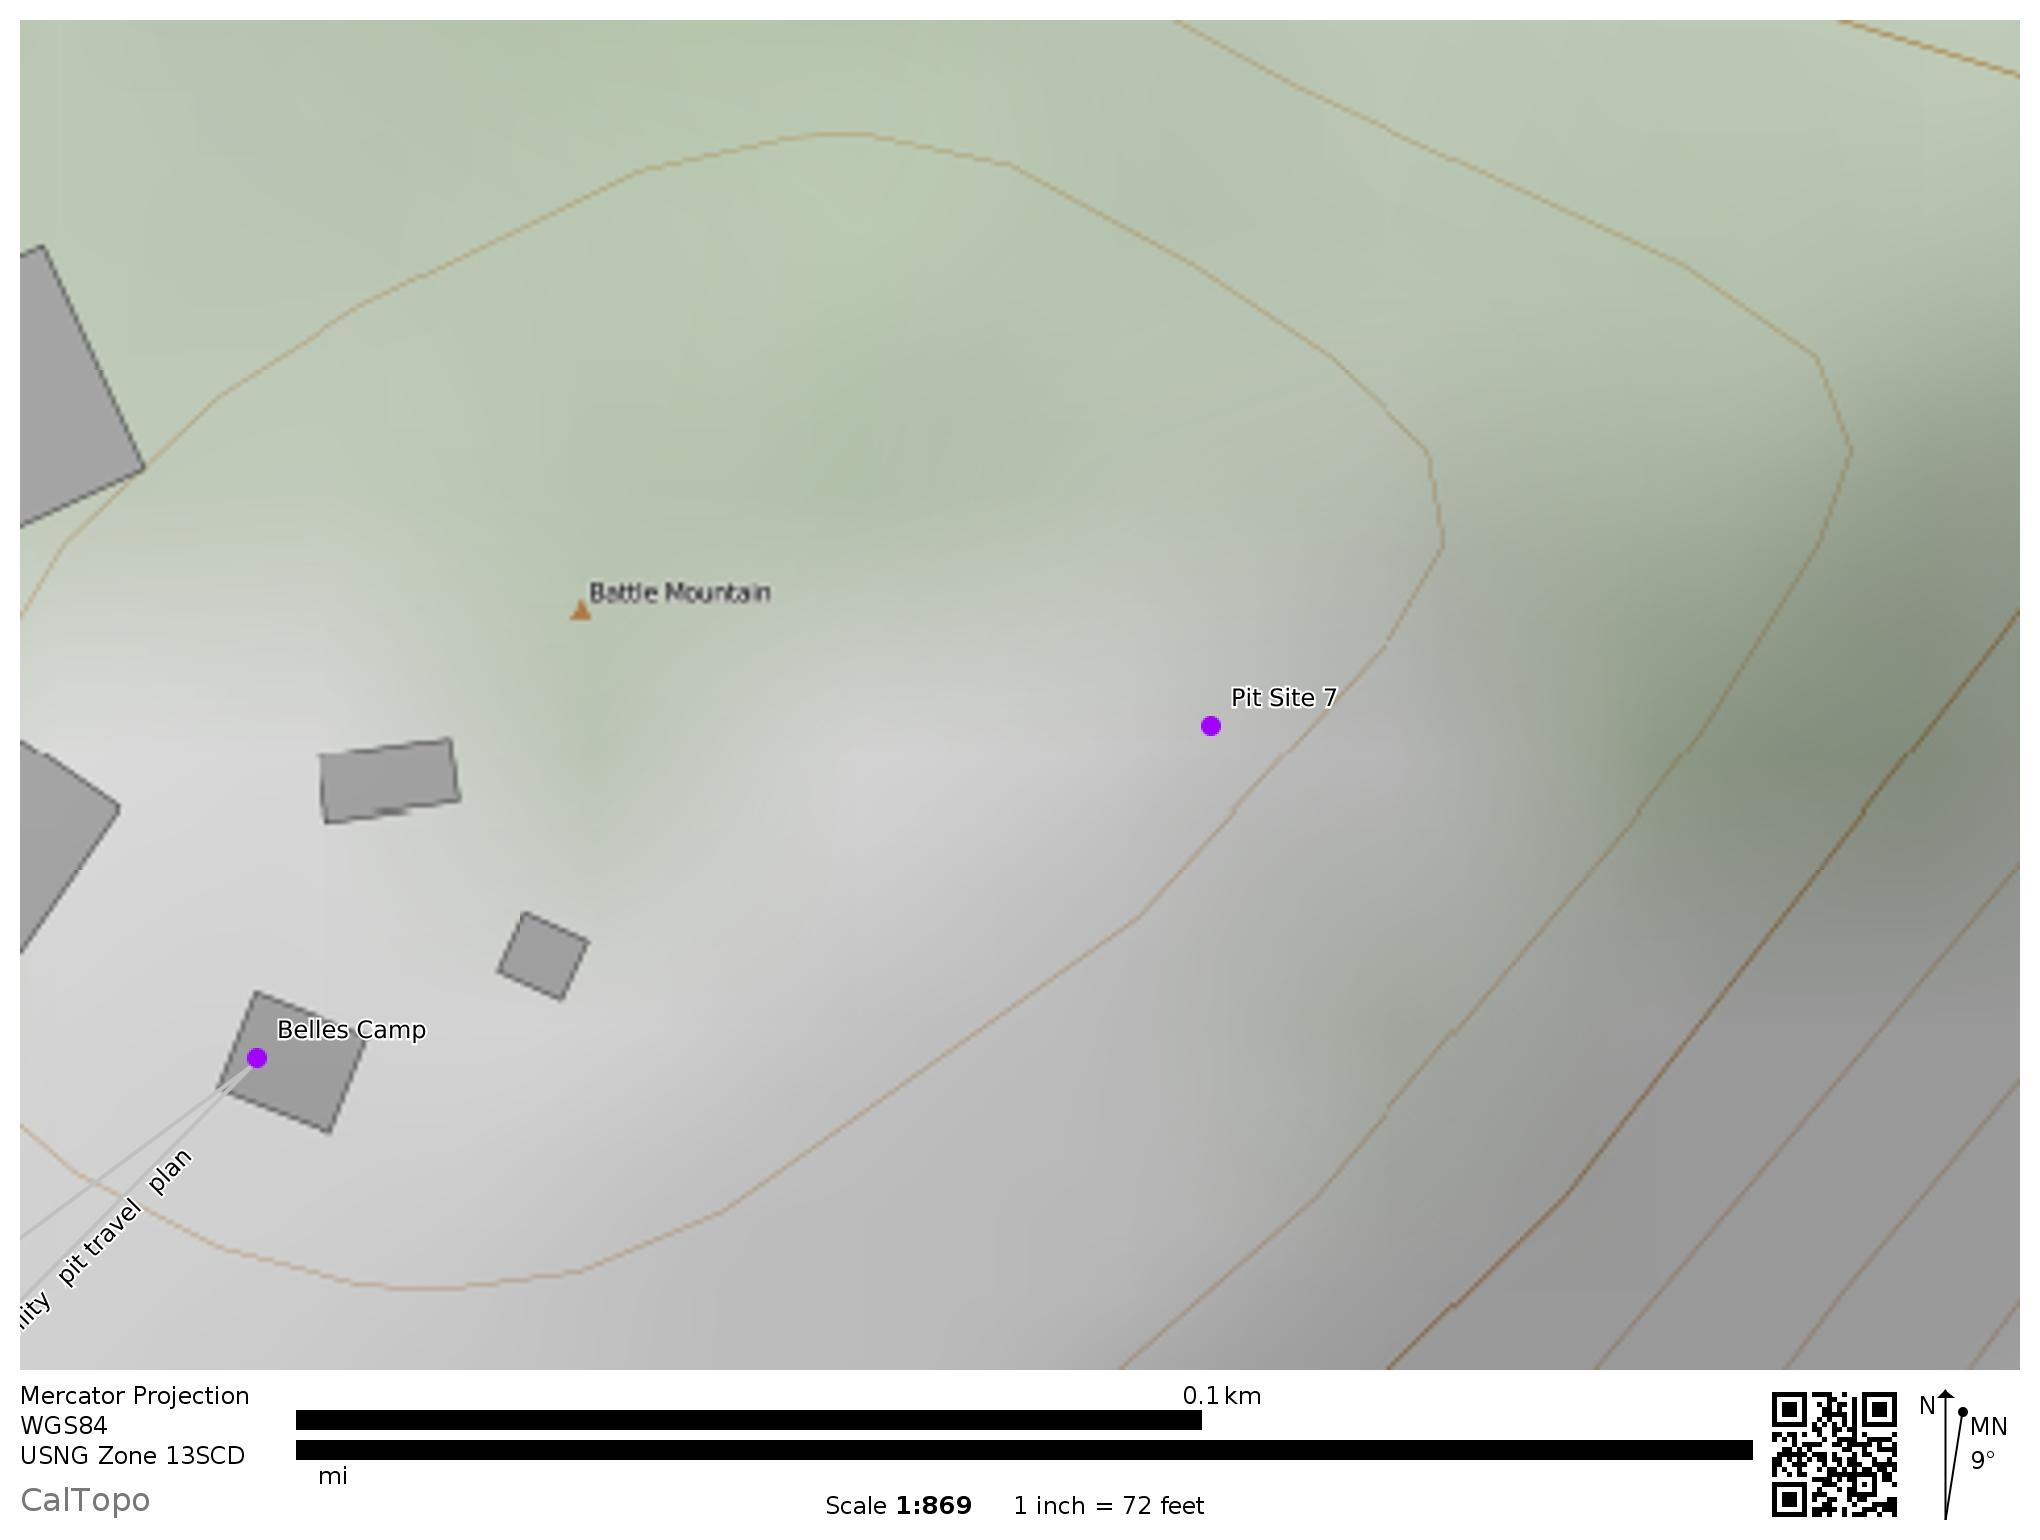 Battle Mountain
Pit Site 7
Belles Camp
pit travel plan
Mercator Projection
WGS84
USNG Zone 13SCD
CalTopo
0.1 km
mi
Scale 1:869 1 inch = 72 feet
N
MN
9°